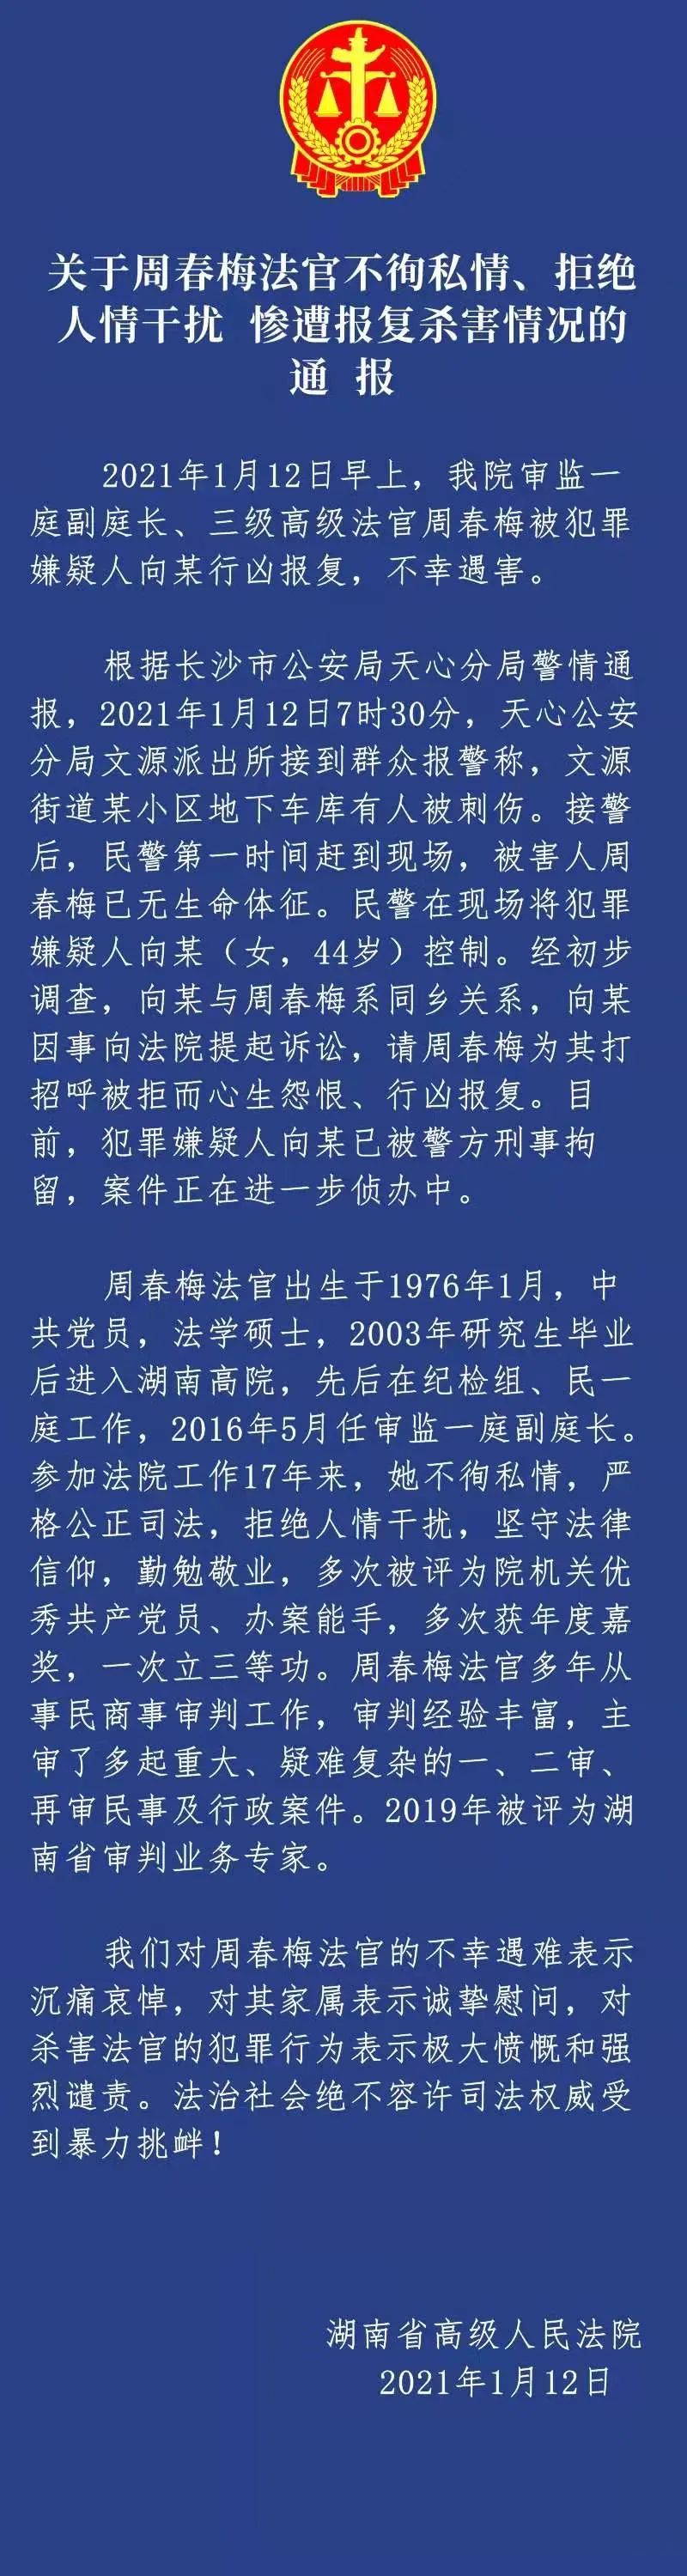 关于周春梅法官不徇私情、拒绝
人情干扰 惨遭报复杀害情况的
通 报
2021年1月12日早上，我院审监一
庭副庭长、三级高级法官周春梅被犯罪
嫌疑人向某行凶报复，不幸遇害。
根据长沙市公安局天心分局警情通
报，2021年1月12日7时30分，天心公安
分局文源派出所接到群众报警称，文源
街道某小区地下车库有人被刺伤。接警
后，民警第一时间赶到现场，被害人周
春梅已无生命体征。民警在现场将犯罪
嫌疑人向某（女，44岁）控制。经初步
调查，向某与周春梅系同乡关系，向某
因事向法院提起诉讼，请周春梅为其打
招呼被拒而心生怨恨、行凶报复。目
前，犯罪嫌疑人向某已被警方刑事拘
留，案件正在进一步侦办中。
周春梅法官出生于1976年1月，中
共党员，法学硕士，2003年研究生毕业
后进入湖南高院，先后在纪检组、民一
庭工作，2016年5月任审监一庭副庭长。
参加法院工作17年来，她不徇私情，严
格公正司法，拒绝人情干扰，坚守法律
信仰，勤勉敬业，多次被评为院机关优
秀共产党员、办案能手，多次获年度嘉
奖，一次立三等功。周春梅法官多年从
事民商事审判工作，审判经验丰富，主
审了多起重大、疑难复杂的一、二审、
再审民事及行政案件。2019年被评为湖
南省审判业务专家。
我们对周春梅法官的不幸遇难表示
沉痛哀悼，对其家属表示诚挚慰问，对
杀害法官的犯罪行为表示极大愤慨和强
烈谴责。法治社会绝不容许司法权威受
到暴力挑衅！
湖南省高级人民法院
2021年1月12日